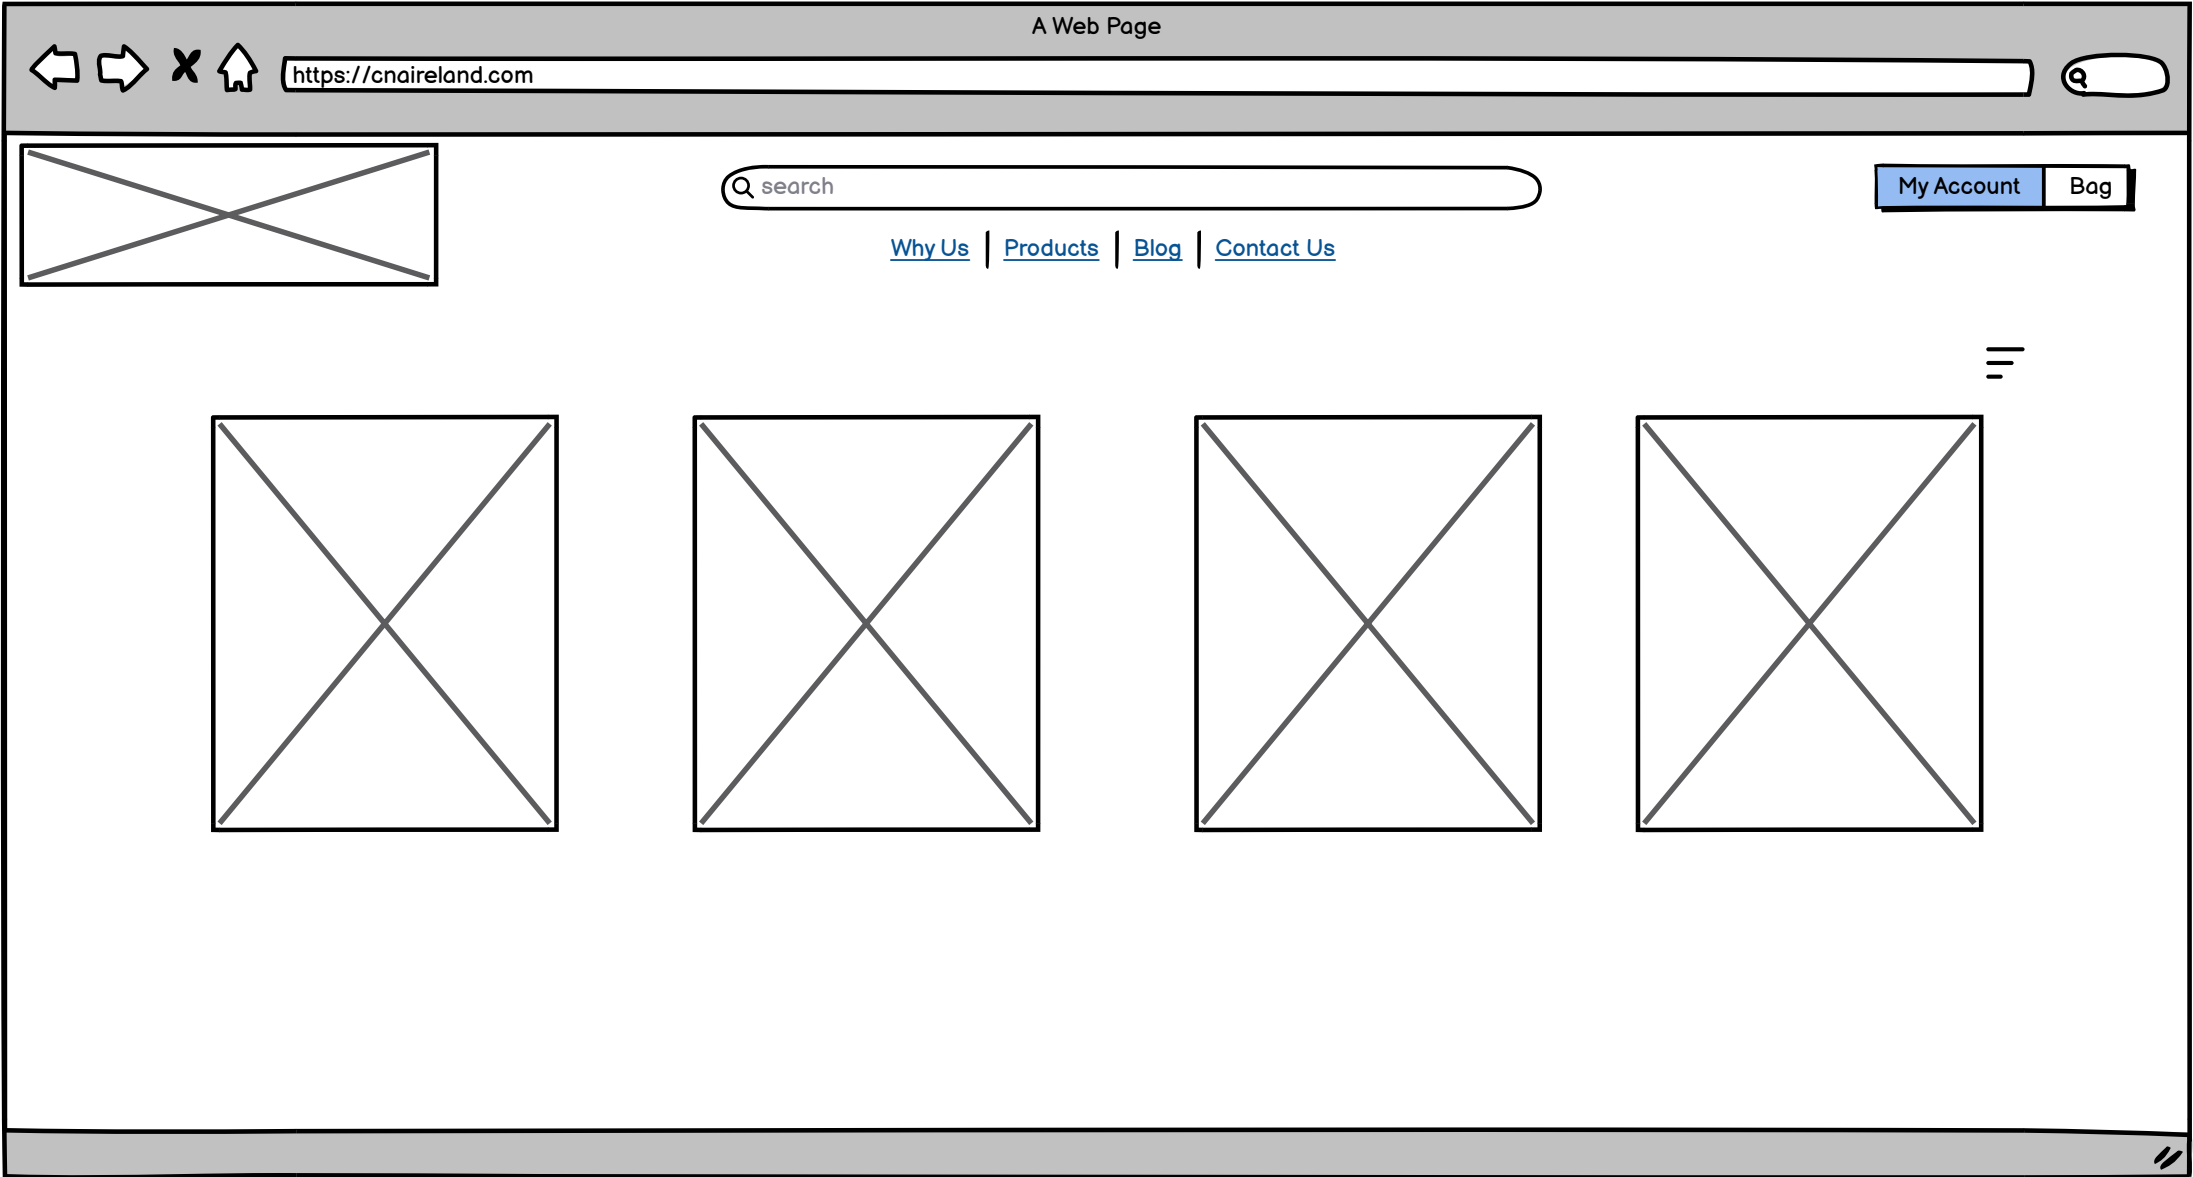 A Web Page
https://cnaireland.com
search
My Account
Bag
Why Us
Products
Blog
Contact Us